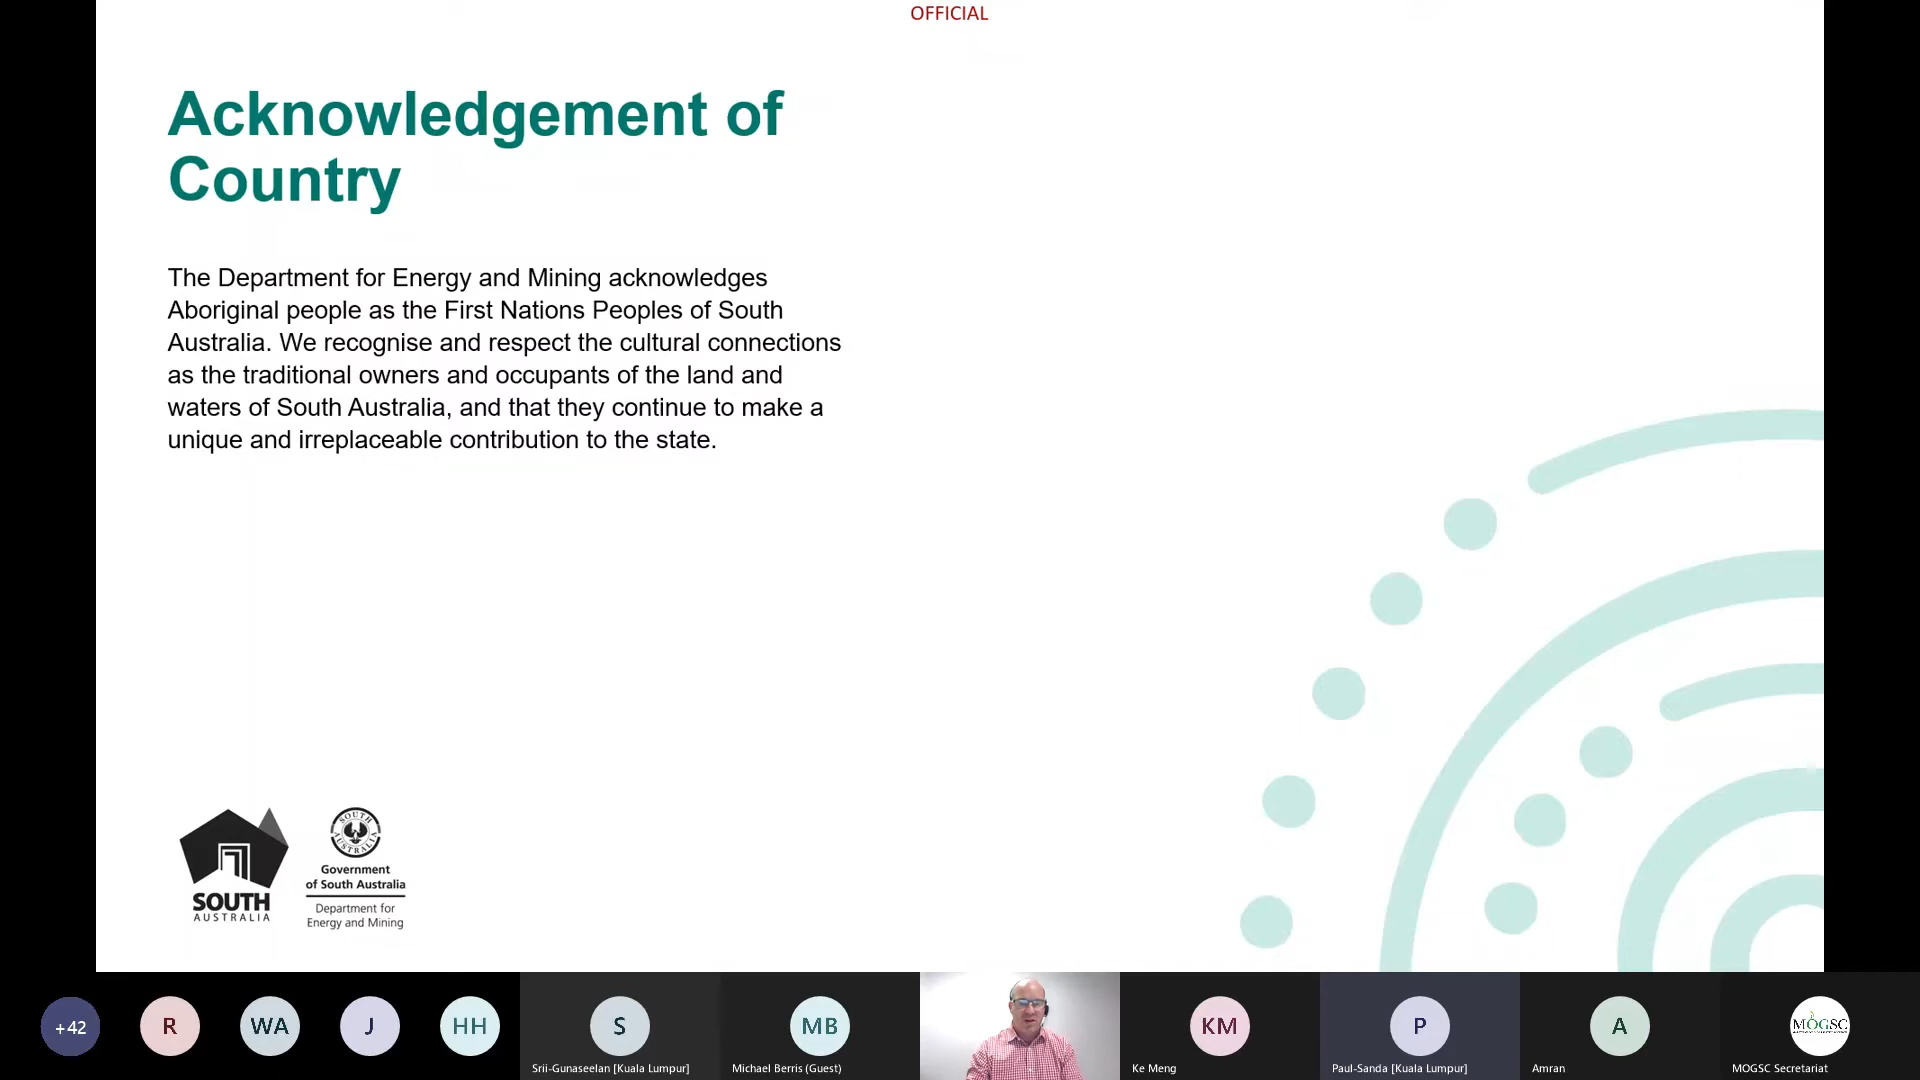 OFFICIAL
Acknowledgement of
Country
The Department for Energy and Mining acknowledges
Aboriginal people as the First Nations Peoples of South
Australia. We recognise and respect the cultural connections
as the traditional owners and occupants of the land and
waters of South Australia, and that they continue to make a
unique and irreplaceable contribution to the state.
SOUTH
AUSTRALIA
SOUTH
AUSTRALIA
Government
of South Australia
Department for
Energy and Mining
+42
R
WA
J
HH
S
Srii-Gunaseelan [Kuala Lumpur]
MB
Michael Berris (Guest)
KM
Ke Meng
P
Paul-Sanda [Kuala Lumpur]
A
Amran
MOGSC
MOGSC Secretariat